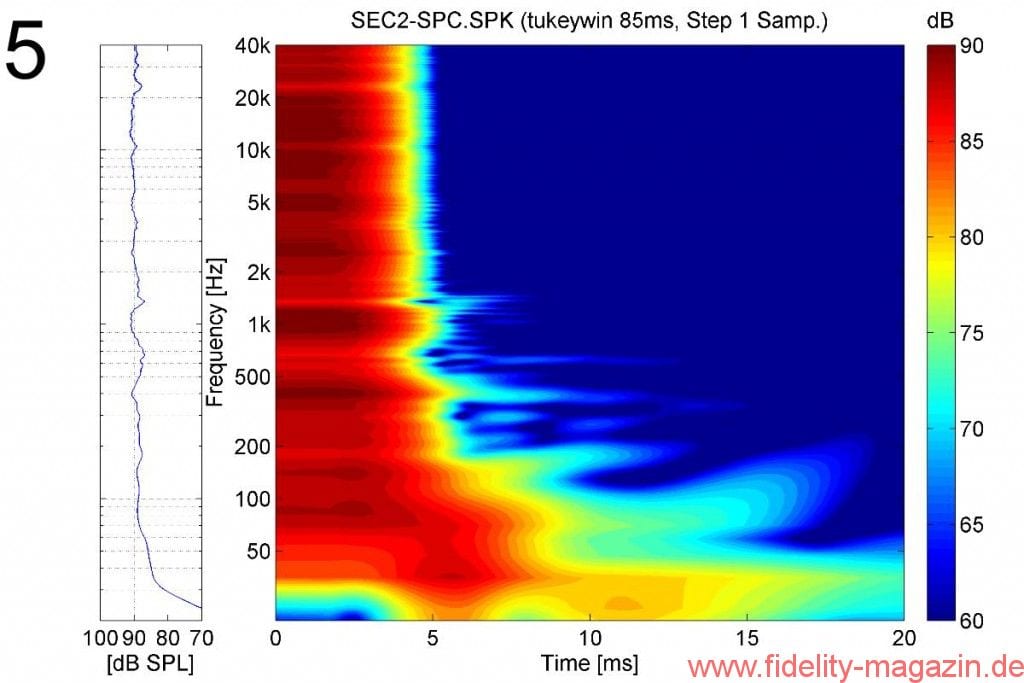 5
SEC2-SPC.SPK (tukeywin 85ms, Step 1 Samp.)
dB
40k
20k
10k
5k
2k
1k
500
200
100
50
Frequency [Hz]
100 90 80 70
[dB SPL]
0 5 10 15 20
Time [ms]
90
85
80
75
70
65
60
www.fidelity-magazin.de